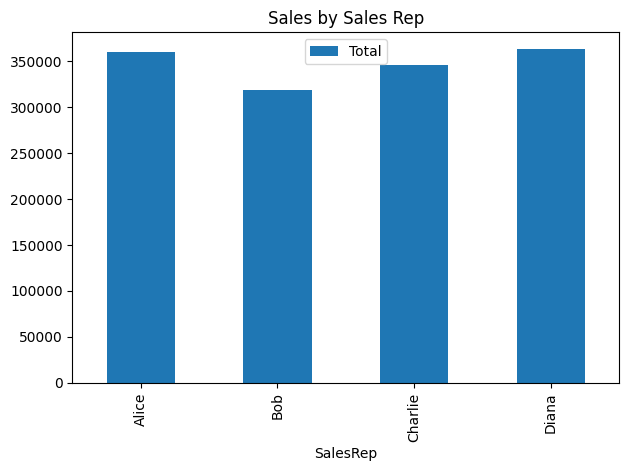 Sales by Sales Rep
Total
350000
300000
250000
200000
150000
100000
50000
0
Alice
Bob
Charlie
Diana
SalesRep